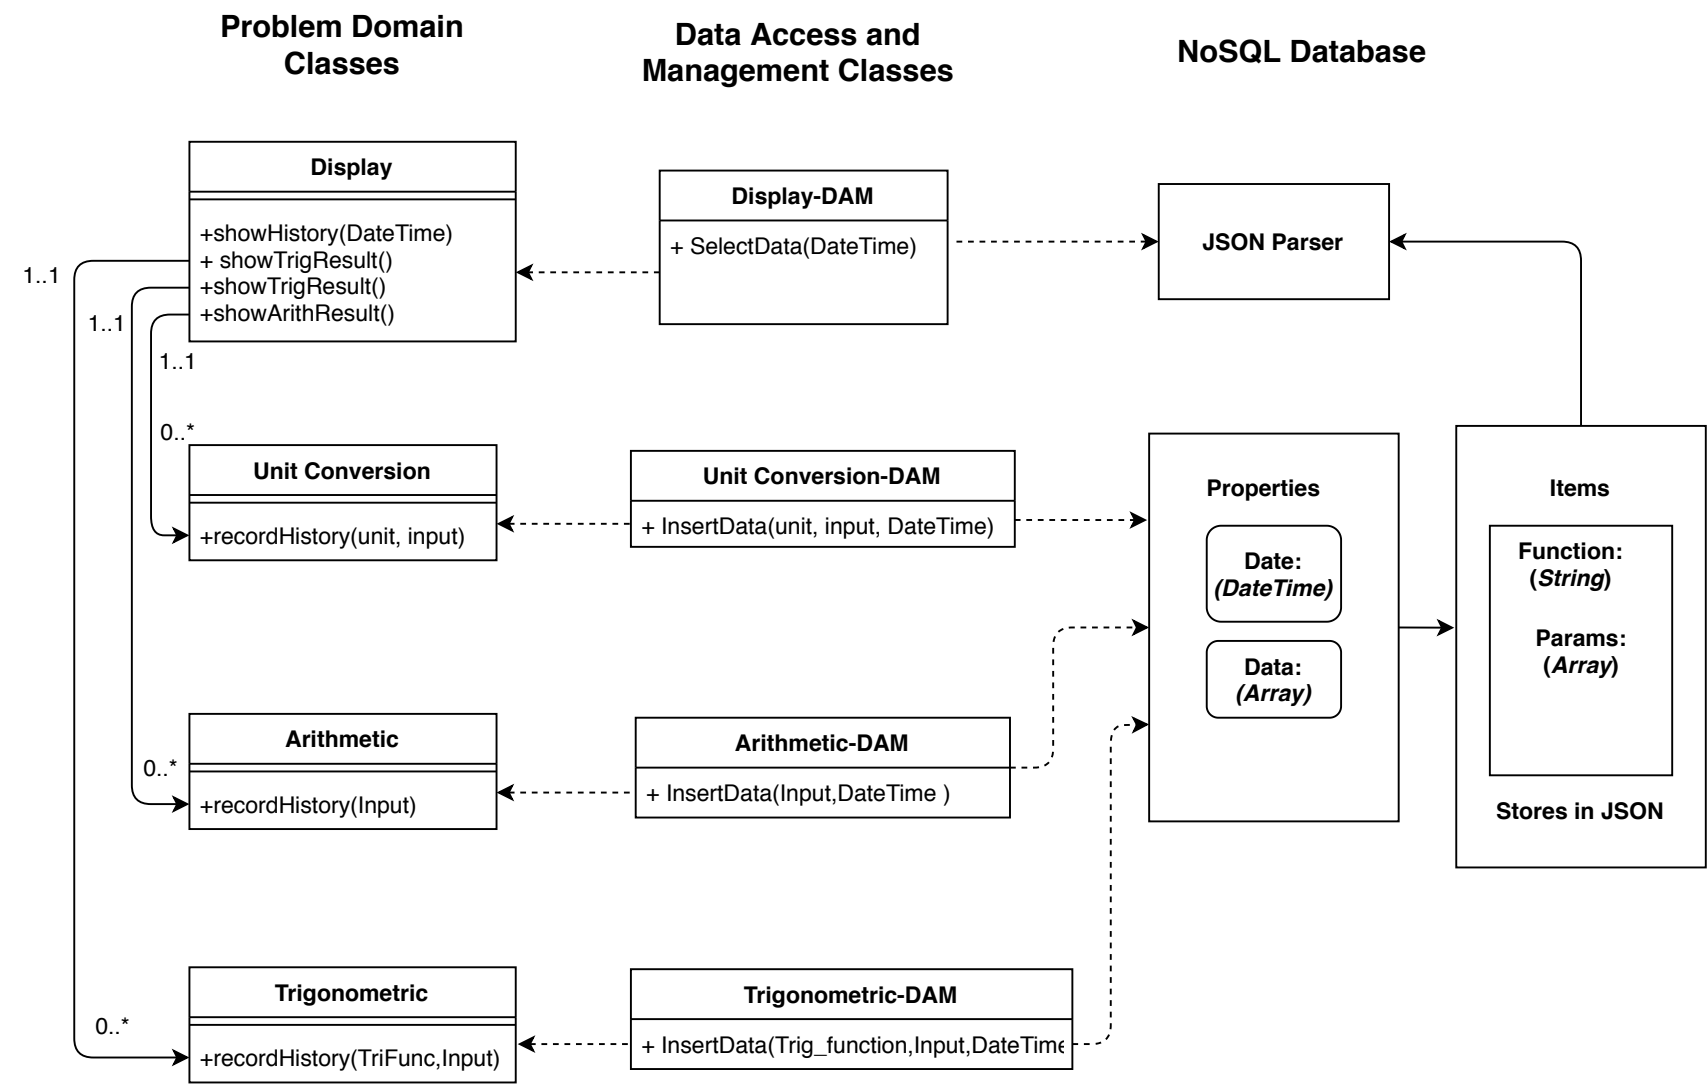 Problem Domain
Classes
Data Access and
Management Classes
NoSQL Database
Display
+showHistory(DateTime)
+ showTrigResult()
+showTrigResult()
+showArithResult()
Display-DAM
+ SelectData(DateTime)
JSON Parser
1..1
1..1
1..1
0..*
Unit Conversion
+recordHistory(unit, input)
Unit Conversion-DAM
+ InsertData(unit, input, DateTime)
Properties
Date:
(DateTime)
Data:
(Array)
Items
Function:
(String)
Params:
(Array)
Stores in JSON
0..*
Arithmetic
+recordHistory(Input)
Arithmetic-DAM
+ InsertData(Input,DateTime )
0..*
Trigonometric
+recordHistory(TriFunc,Input)
Trigonometric-DAM
+ InsertData(Trig_function,Input,DateTime